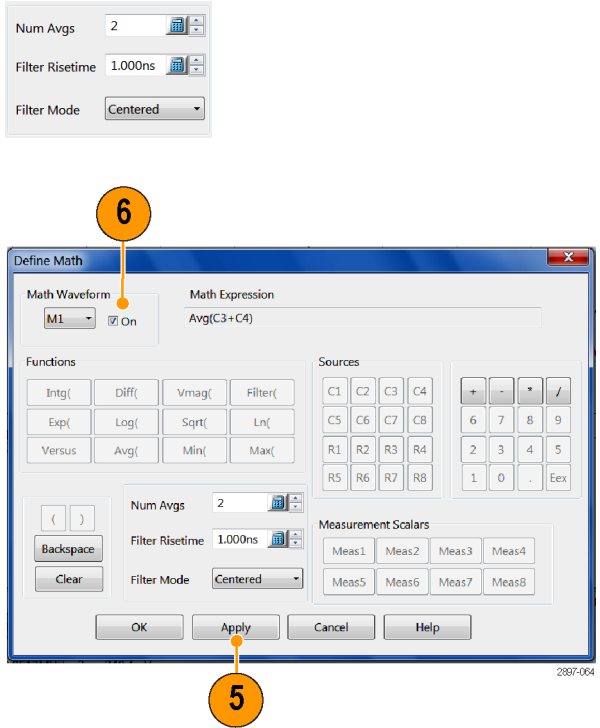 Num Avgs 2
Filter Risetime 1.000ns
Filter Mode Centered
6
Define Math
Math Waveform Math Expression
M1 On Avg(C3+C4)
Functions Sources
Intg( Diff( Vmag( Filter( C1 C2 C3 C4 + - * /
Exp( Log( Sqrt( Ln( C5 C6 C7 C8 6 7 8 9
Versus Avg( Min( Max( R1 R2 R3 R4 2 3 4 5
R5 R6 R7 R8 1 0 . Eex
( ) Num Avgs 2
Measurement Scalars
Backspace Filter Risetime 1.000ns Meas1 Meas2 Meas3 Meas4
Clear Filter Mode Centered Meas5 Meas6 Meas7 Meas8
OK Apply Cancel Help
5
2897-064